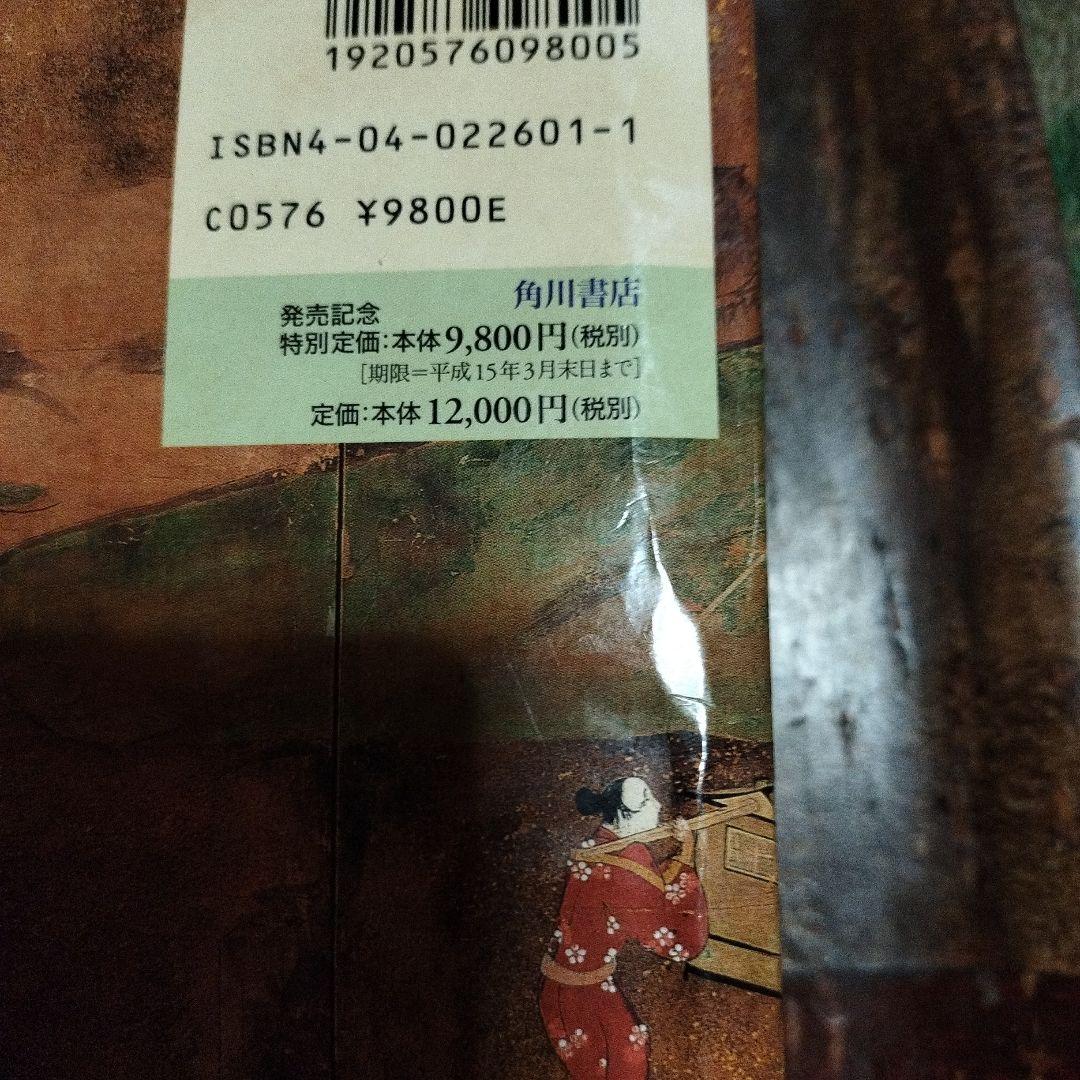 1920576098005
ISBN4-04-022601-1
C0576 ¥9800E
角川書店
発売記念
特別定価:本体9,800円(税別)
[期限=平成15年3月末日まで]
定価:本体12,000円(税別)